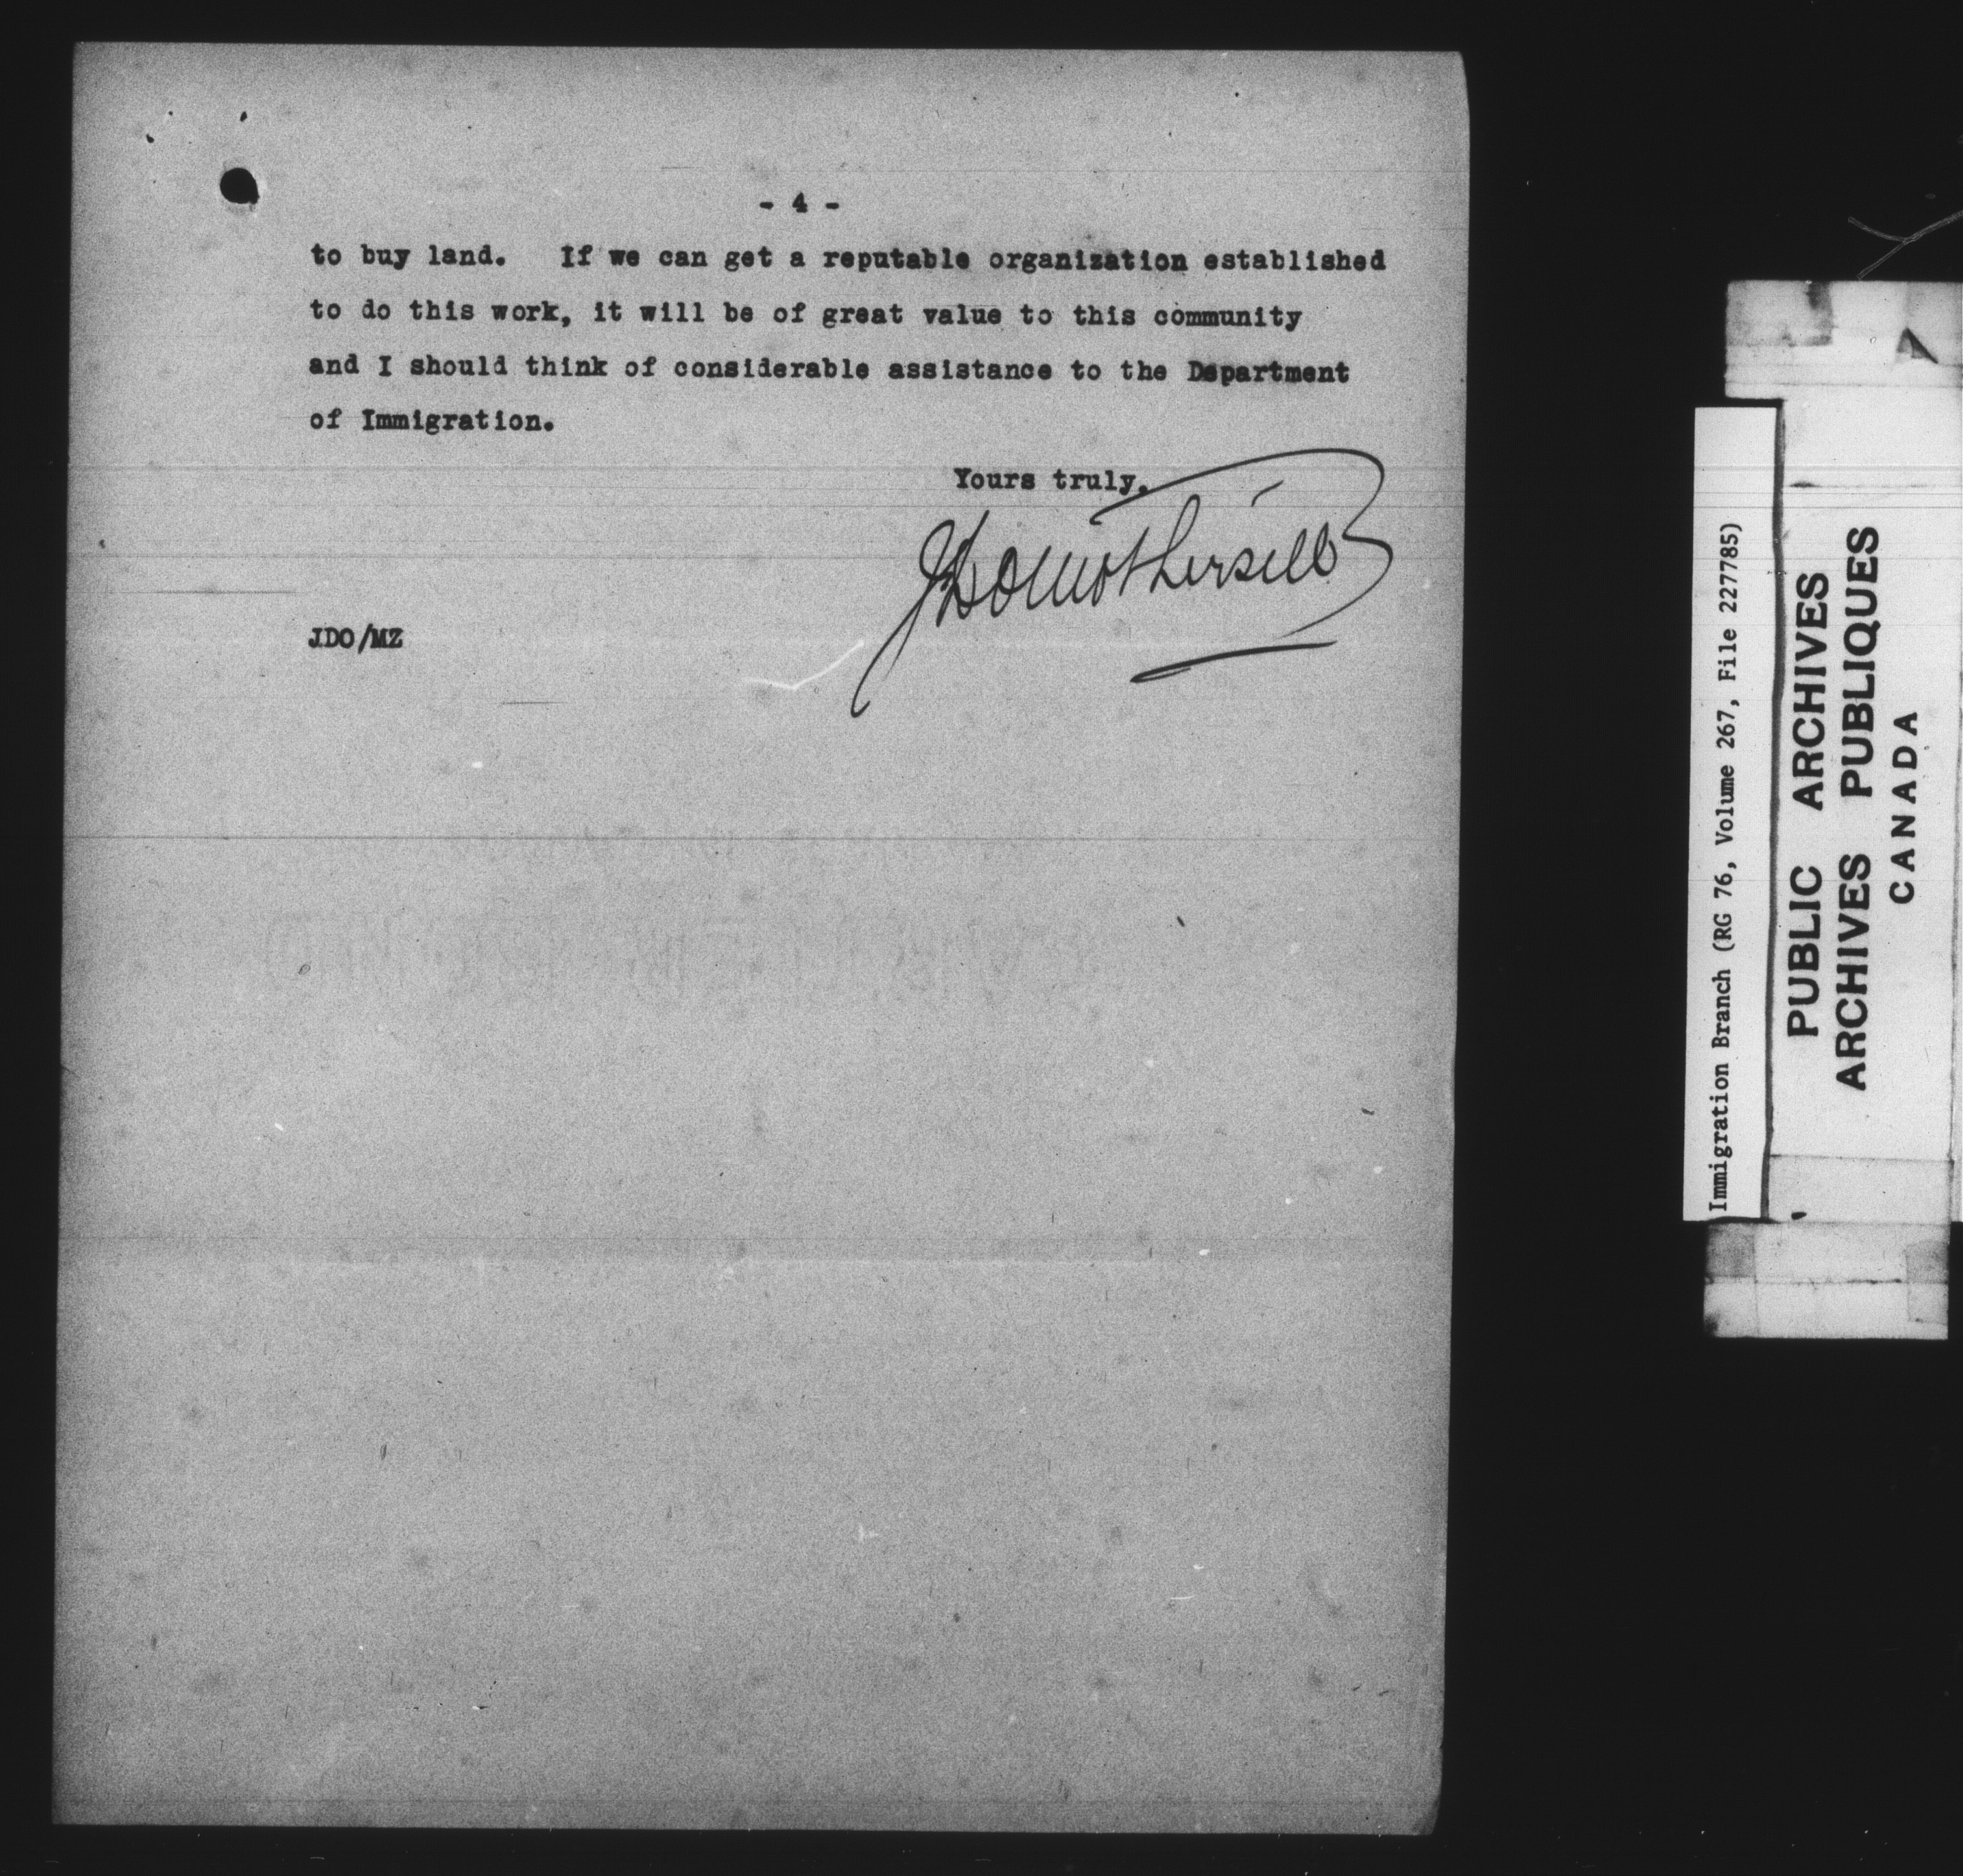 - 4 -
to buy land. If we can get a reputable organization established
to do this work, it will be of great value to this community
and I should think of considerable assistance to the Department
of Immigration.
Yours truly,
JDO Mothersill
JDO/MZ
Immigration Branch (RG 76, Volume 267, File 227785)
PUBLIC ARCHIVES
ARCHIVES PUBLIQUES
CANADA